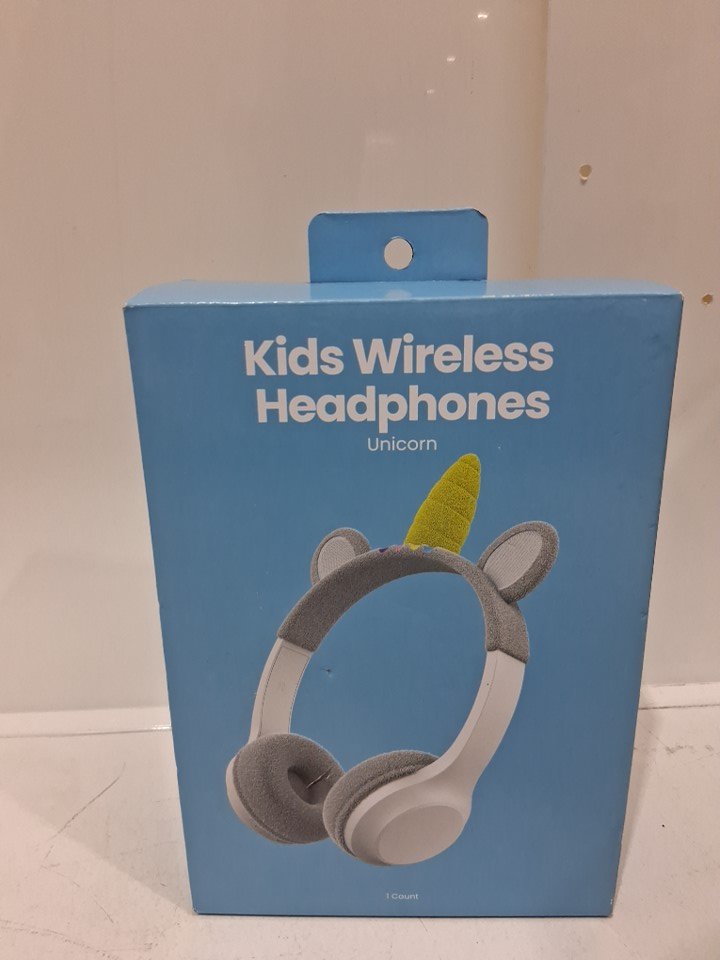 Kids Wireless
Headphones
Unicorn
1 Count